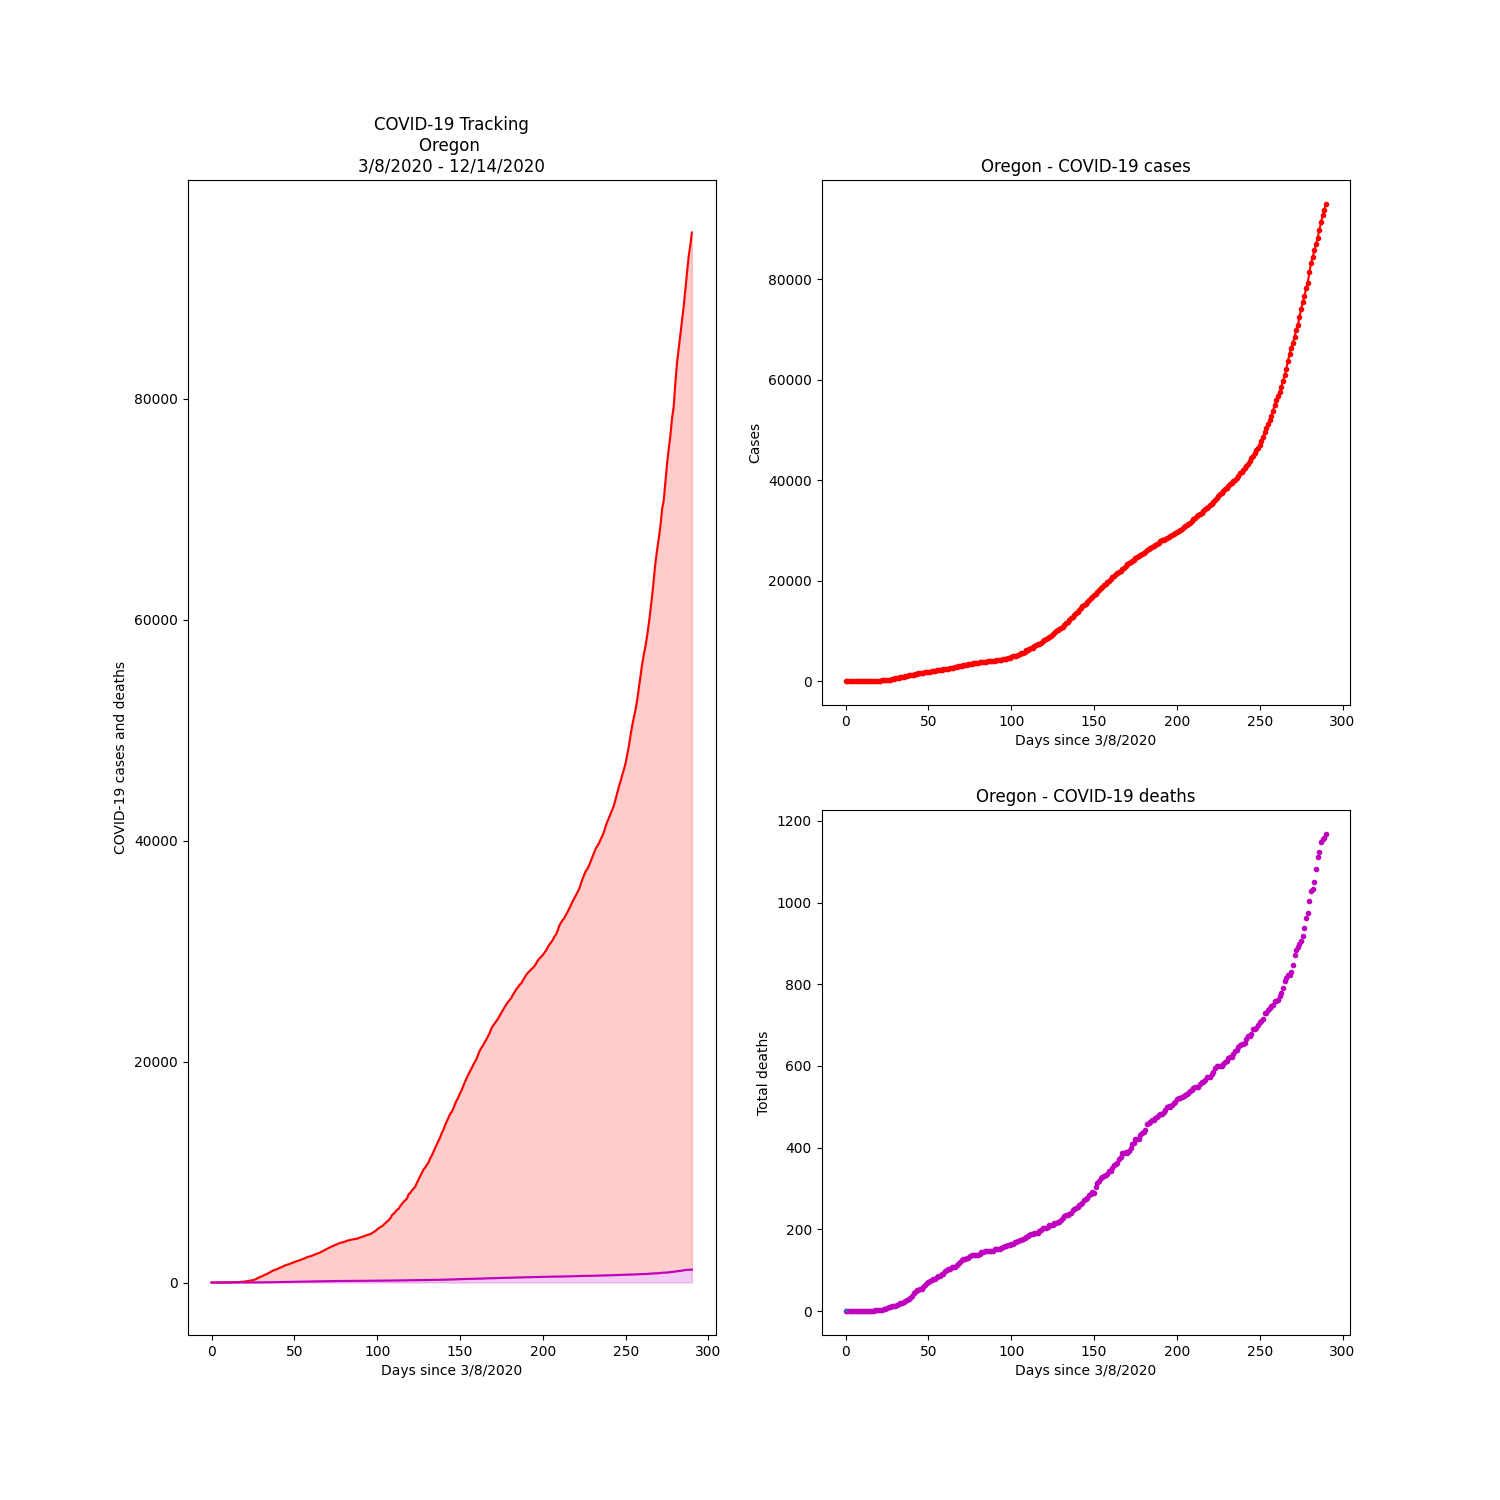 COVID-19 Tracking
Oregon
3/8/2020 - 12/14/2020
COVID-19 cases and deaths
80000
60000
40000
20000
0
0 50 100 150 200 250 300
Days since 3/8/2020
Oregon - COVID-19 cases
Cases
80000
60000
40000
20000
0
0 50 100 150 200 250 300
Days since 3/8/2020
Oregon - COVID-19 deaths
Total deaths
1200
1000
800
600
400
200
0
0 50 100 150 200 250 300
Days since 3/8/2020